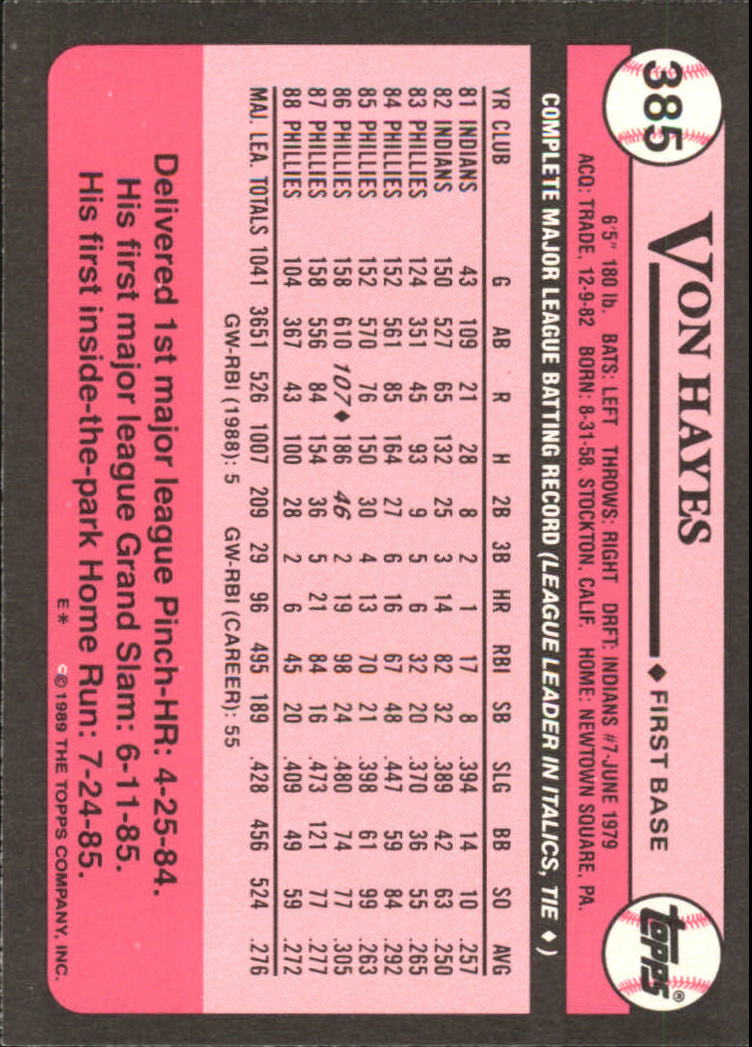 385
VON HAYES ♦ FIRST BASE
topps®
6'5" 180 lb. BATS: LEFT THROWS: RIGHT DRFT: INDIANS #7-JUNE 1979
ACQ: TRADE, 12-9-82 BORN: 8-31-58, STOCKTON, CALIF. HOME: NEWTOWN SQUARE, PA.
COMPLETE MAJOR LEAGUE BATTING RECORD (LEAGUE LEADER IN ITALICS, TIE ♦)
YR CLUB G AB R H 2B 3B HR RBI SB SLG BB SO AVG
81 INDIANS 43 109 21 28 8 2 1 17 8 .394 14 10 .257
82 INDIANS 150 527 65 132 25 3 14 82 32 .389 42 63 .250
83 PHILLIES 124 351 45 93 9 5 6 32 20 .370 36 55 .265
84 PHILLIES 152 561 85 164 27 6 16 67 48 .447 59 84 .292
85 PHILLIES 152 570 76 150 30 4 13 70 21 .398 61 99 .263
86 PHILLIES 158 610 107♦ 186 46 2 19 98 24 .480 74 77 .305
87 PHILLIES 158 556 84 154 36 5 21 84 16 .473 121 77 .277
88 PHILLIES 104 367 43 100 28 2 6 45 20 .409 49 59 .272
MAJ. LEA. TOTALS 1041 3651 526 1007 209 29 96 495 189 .428 456 524 .276
GW-RBI (1988): 5 GW-RBI (CAREER): 55
Delivered 1st major league Pinch-HR: 4-25-84.
His first major league Grand Slam: 6-11-85.
His first inside-the-park Home Run: 7-24-85.
E* ©© 1989 THE TOPPS COMPANY, INC.